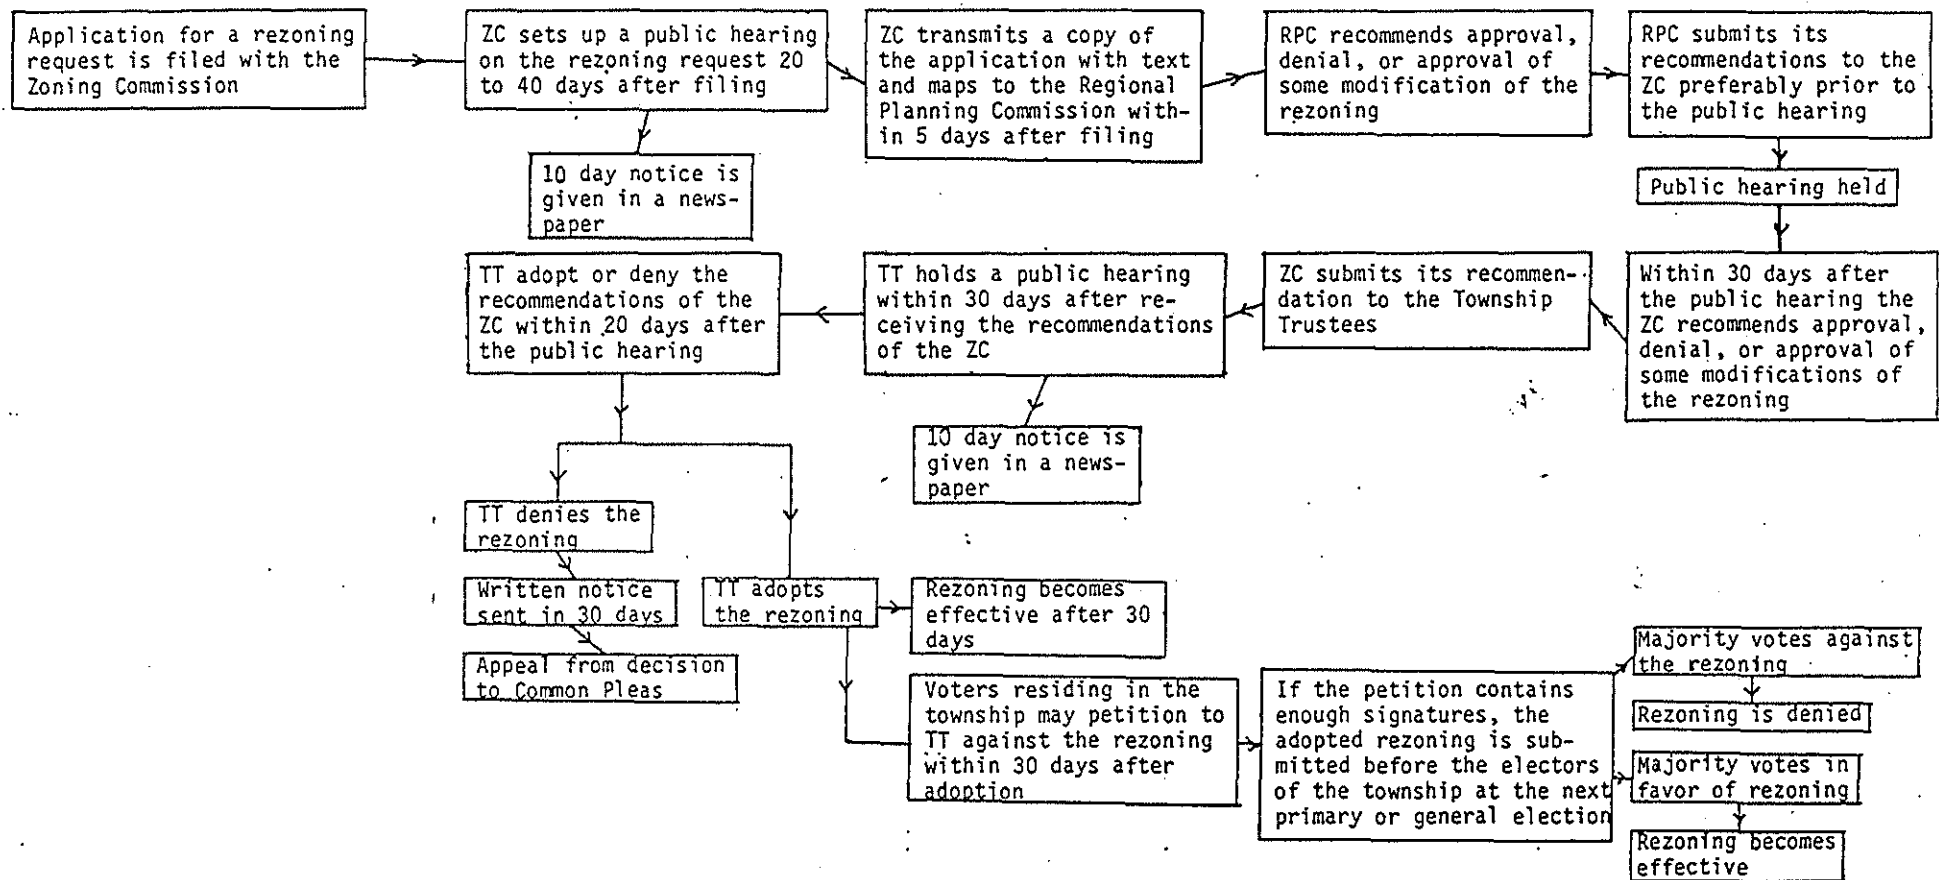 Application for a rezoning
request is filed with the
Zoning Commission
ZC sets up a public hearing
on the rezoning request 20
to 40 days after filing
10 day notice is
given in a news-
paper
ZC transmits a copy of
the application with text
and maps to the Regional
Planning Commission with-
in 5 days after filing
RPC recommends approval,
denial, or approval of
some modification of the
rezoning
RPC submits its
recommendations to the
ZC preferably prior to
the public hearing
Public hearing held
Within 30 days after
the public hearing the
ZC recommends approval,
denial, or approval of
some modifications of
the rezoning
ZC submits its recommen-
dation to the Township
Trustees
TT holds a public hearing
within 30 days after re-
ceiving the recommendations
of the ZC
10 day notice is
given in a news-
paper
TT adopt or deny the
recommendations of the
ZC within 20 days after
the public hearing
TT denies the
rezoning
Written notice
sent in 30 days
Appeal from decision
to Common Pleas
TT adopts
the rezoning
Rezoning becomes
effective after 30
days
Voters residing in the
township may petition to
TT against the rezoning
within 30 days after
adoption
If the petition contains
enough signatures, the
adopted rezoning is sub-
mitted before the electors
of the township at the next
primary or general election
Majority votes against
the rezoning
Rezoning is denied
Majority votes in
favor of rezoning
Rezoning becomes
effective